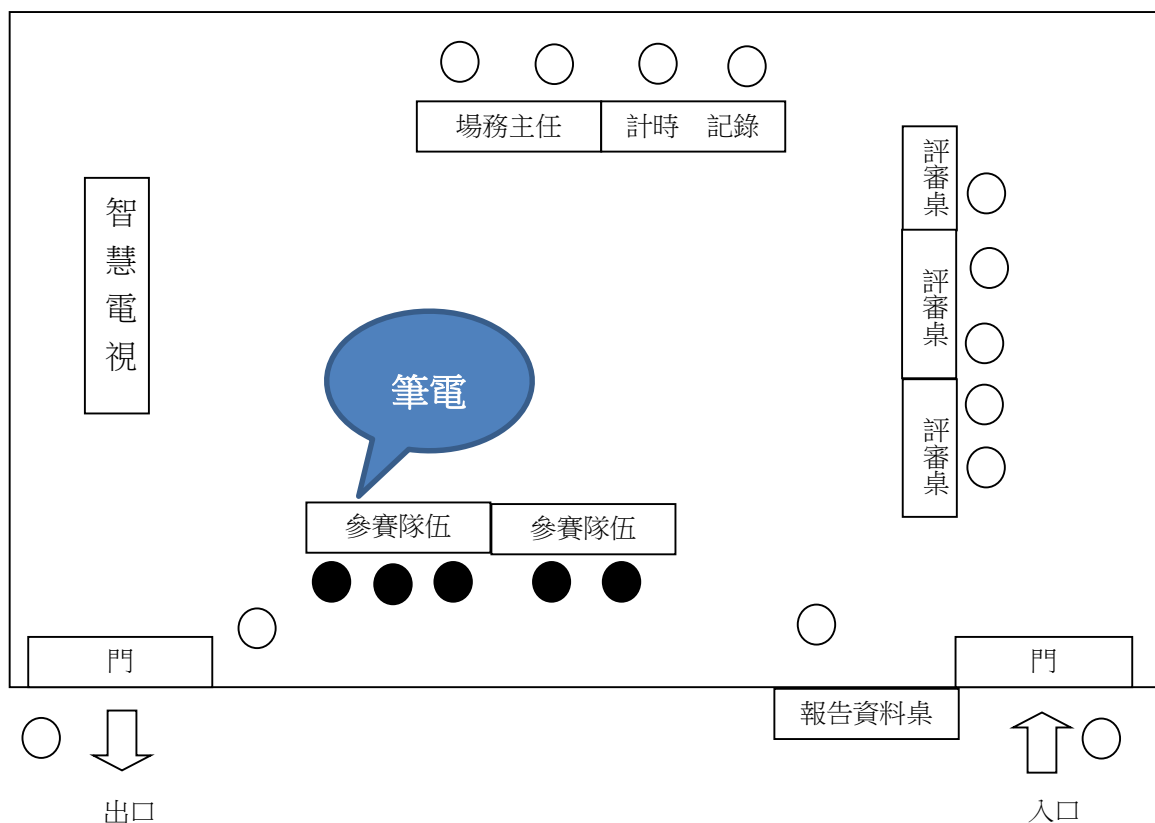 場務主任
計時　記錄
評審桌
智慧電視
評審桌
筆電
評審桌
參賽隊伍
參賽隊伍
門
門
報告資料桌
出口
入口